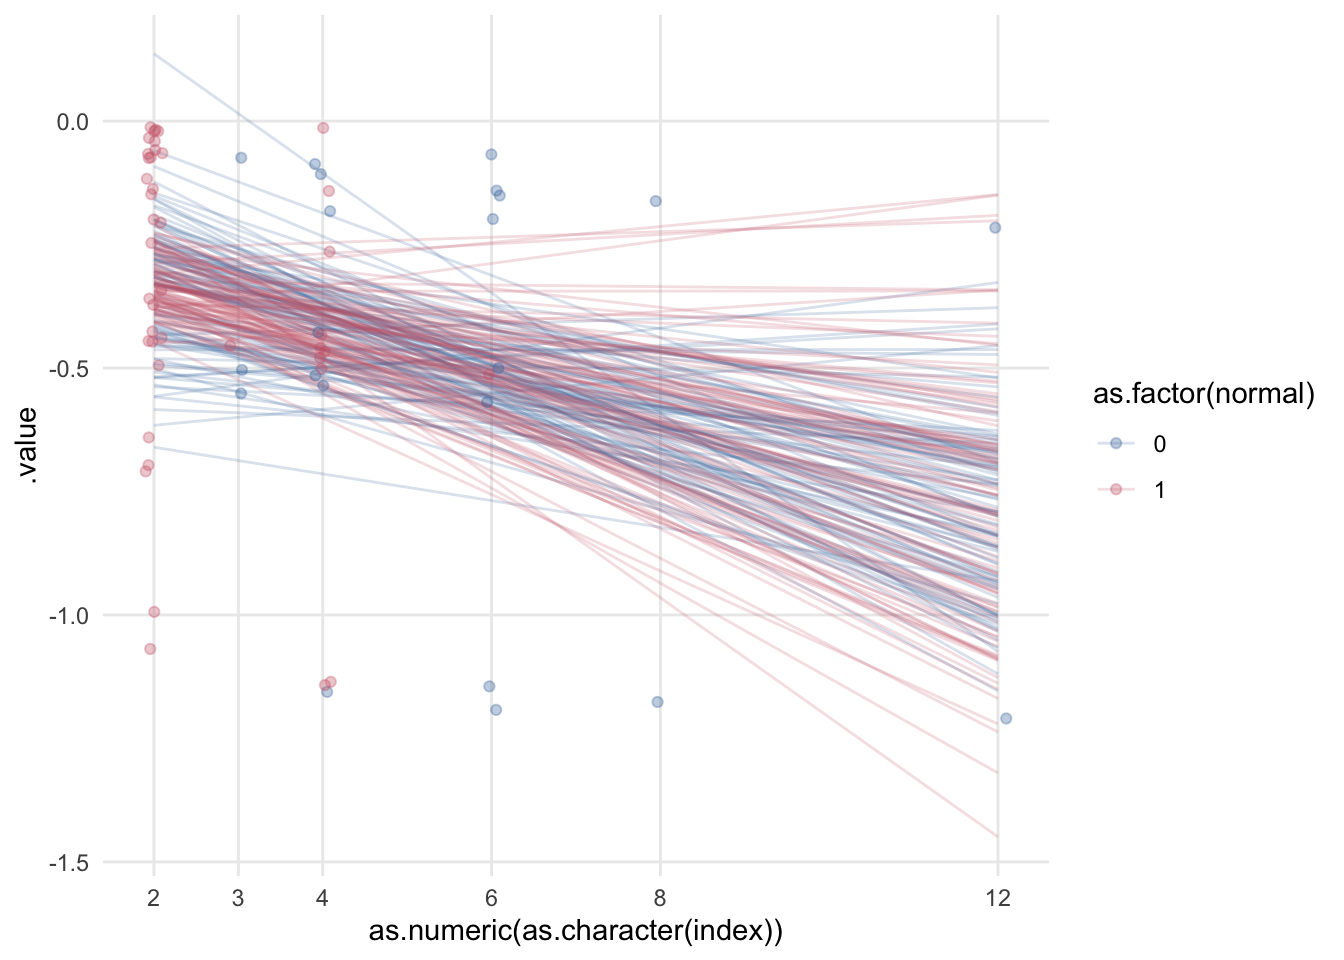 0.0
-0.5
-1.0
-1.5
.value
2 3 4 6 8 12
as.numeric(as.character(index))
as.factor(normal)
0
1